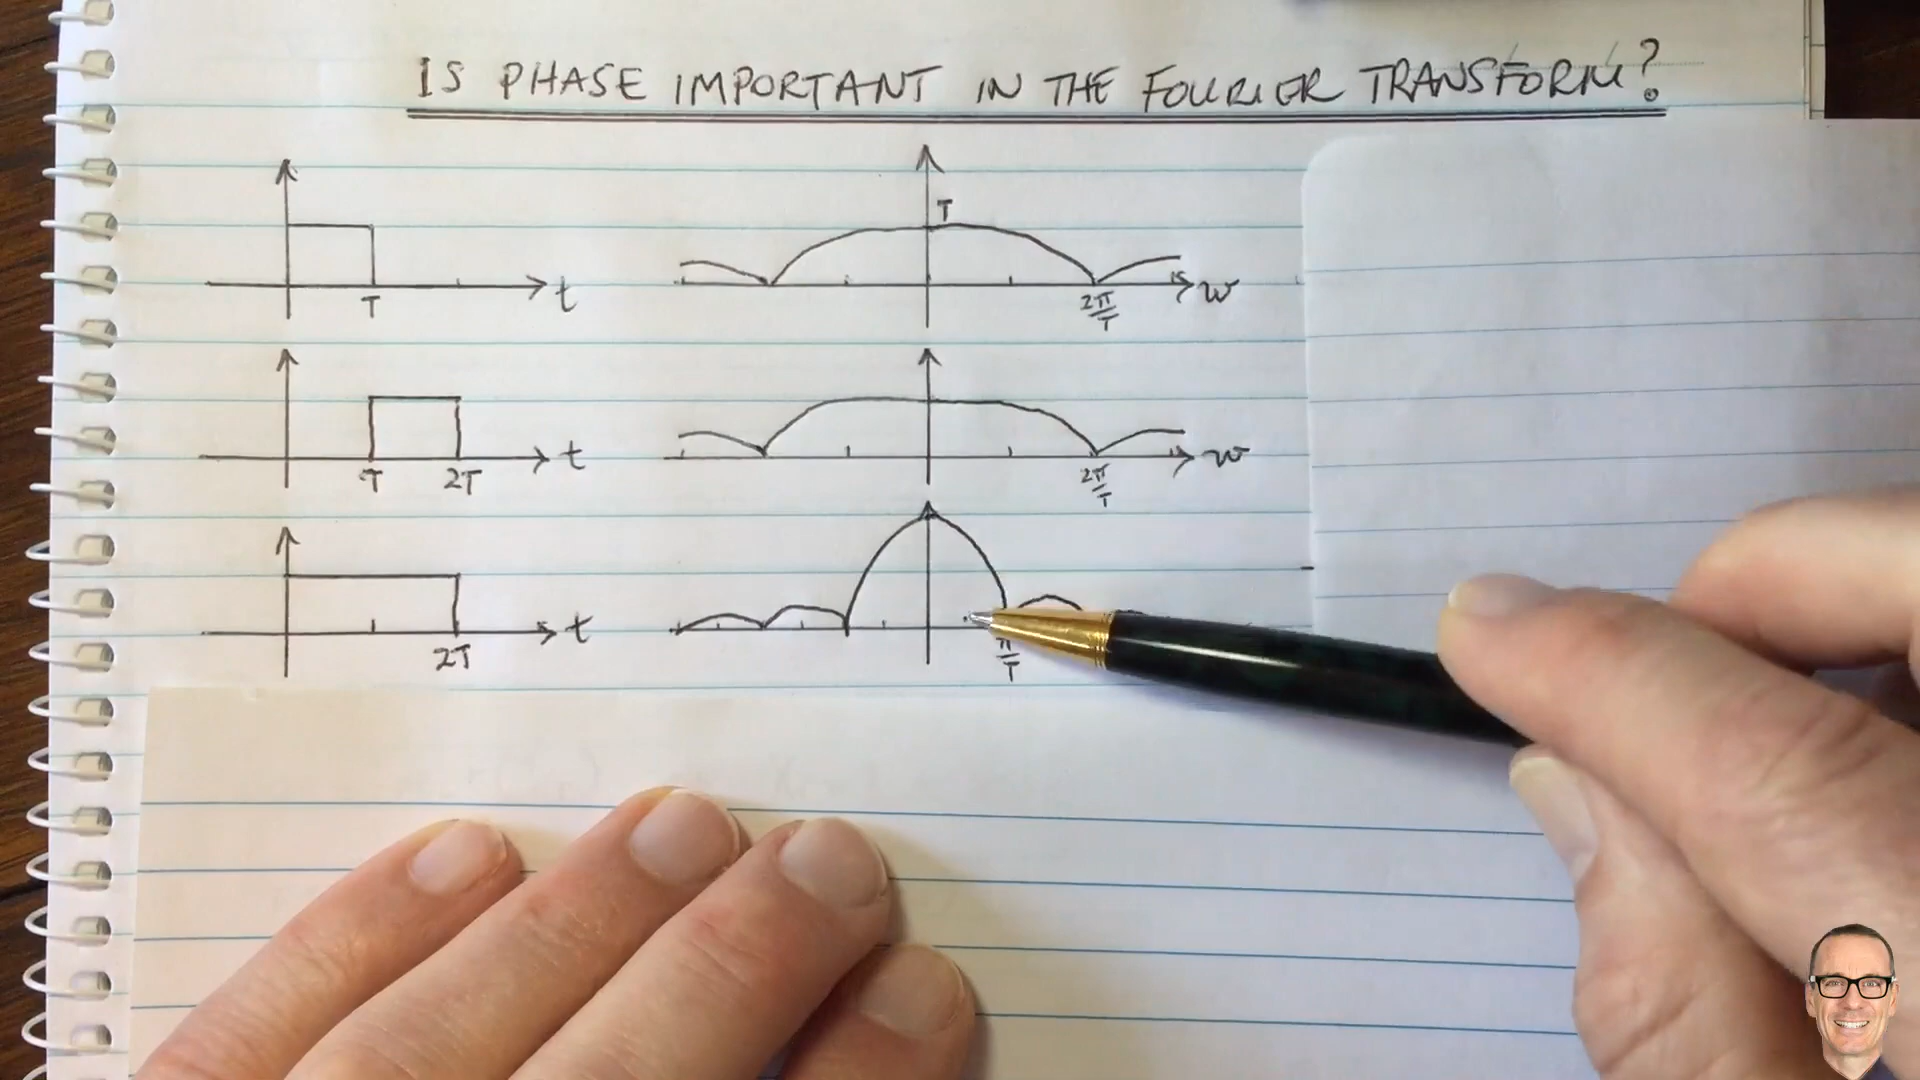 IS PHASE IMPORTANT IN THE FOURIER TRANSFORM?
T
T t
2π/T w
T 2T t
2π/T w
2T t
π/T